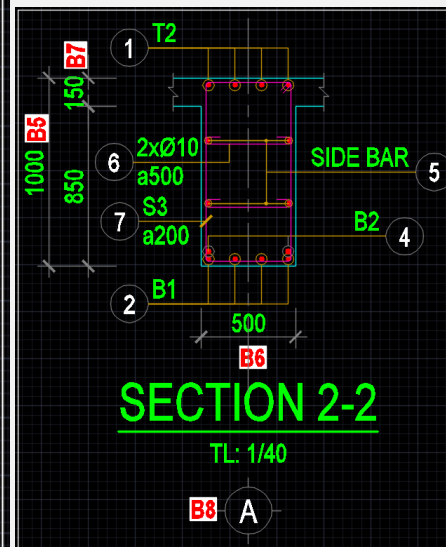 1 T2
B7
150
B5
1000
850
6 2xØ10
a500
SIDE BAR 5
7 S3
a200
B2 4
2 B1
500
B6
SECTION 2-2
TL: 1/40
B8 A